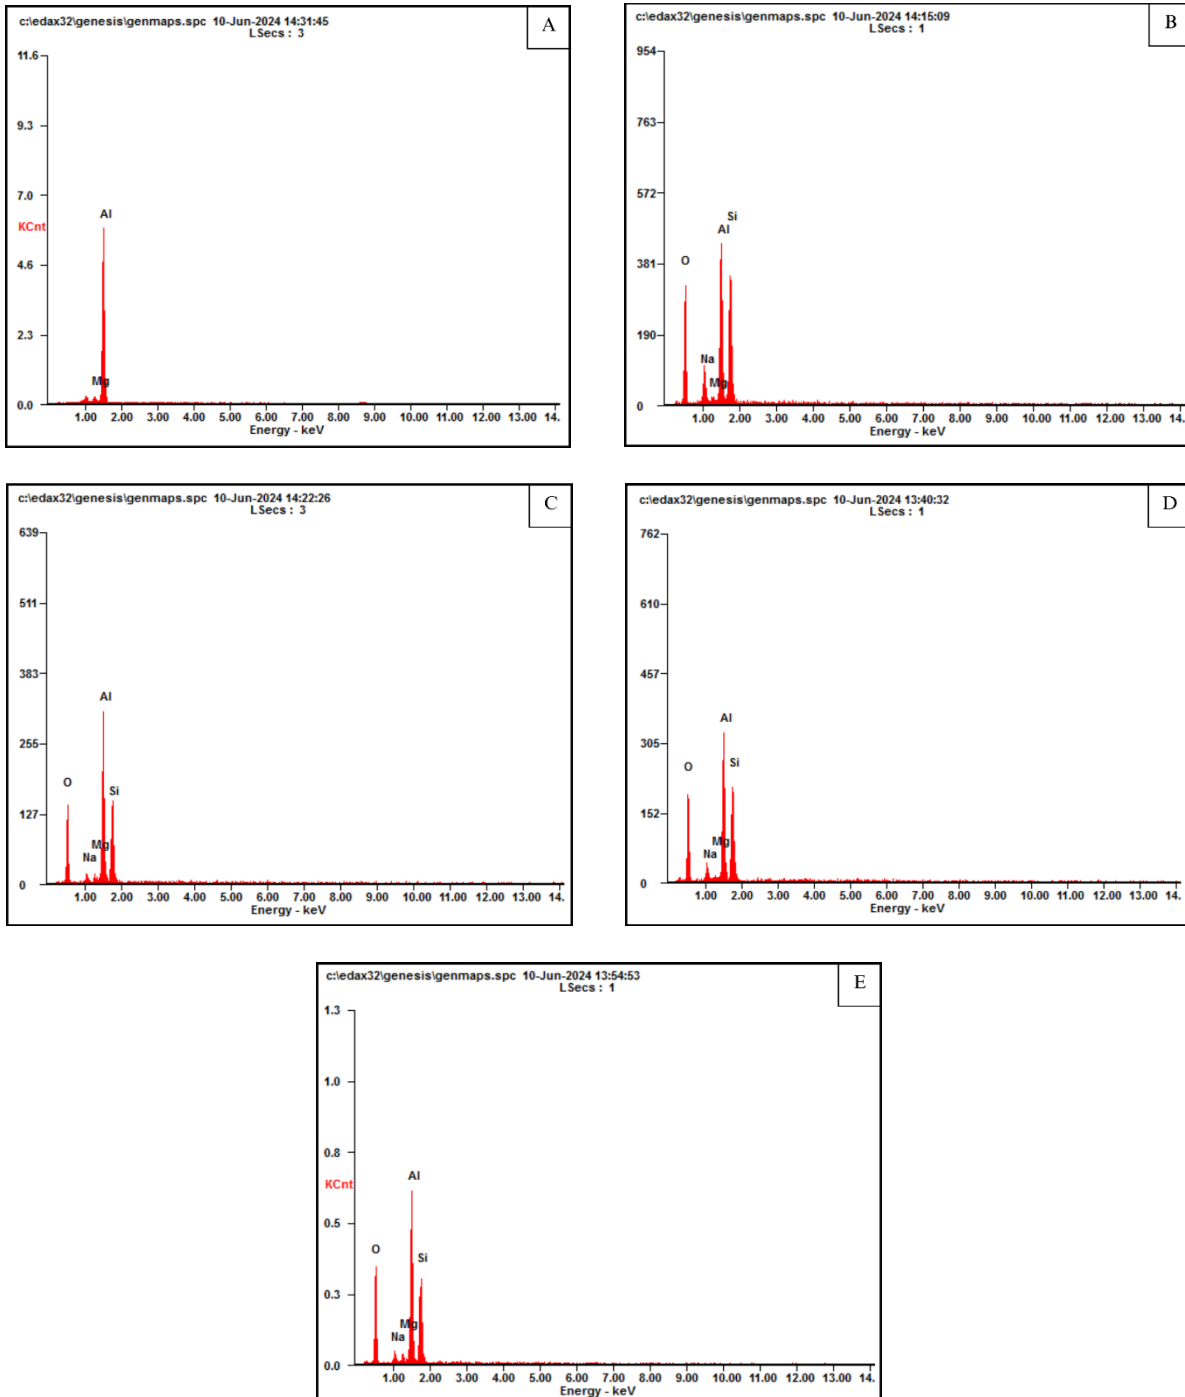 c:\edax32\genesis\genmaps.spc 10-Jun-2024 14:31:45
LSecs : 3
A
11.6
9.3
7.0
KCnt
4.6
2.3
0.0
Al
Mg
1.00 2.00 3.00 4.00 5.00 6.00 7.00 8.00 9.00 10.00 11.00 12.00 13.00 14.
Energy - keV
c:\edax32\genesis\genmaps.spc 10-Jun-2024 14:15:09
LSecs : 1
B
954
763
572
381
190
0
Si
Al
O
Na
Mg
1.00 2.00 3.00 4.00 5.00 6.00 7.00 8.00 9.00 10.00 11.00 12.00 13.00 14.
Energy - keV
c:\edax32\genesis\genmaps.spc 10-Jun-2024 14:22:26
LSecs : 3
C
639
511
383
255
127
0
Al
O
Si
Mg
Na
1.00 2.00 3.00 4.00 5.00 6.00 7.00 8.00 9.00 10.00 11.00 12.00 13.00 14.
Energy - keV
c:\edax32\genesis\genmaps.spc 10-Jun-2024 13:40:32
LSecs : 1
D
762
610
457
305
152
0
Al
Si
O
Mg
Na
1.00 2.00 3.00 4.00 5.00 6.00 7.00 8.00 9.00 10.00 11.00 12.00 13.00 14.
Energy - keV
c:\edax32\genesis\genmaps.spc 10-Jun-2024 13:54:53
LSecs : 1
E
1.3
1.0
0.8
KCnt
0.5
0.3
0.0
Al
O
Si
Mg
Na
1.00 2.00 3.00 4.00 5.00 6.00 7.00 8.00 9.00 10.00 11.00 12.00 13.00 14.
Energy - keV